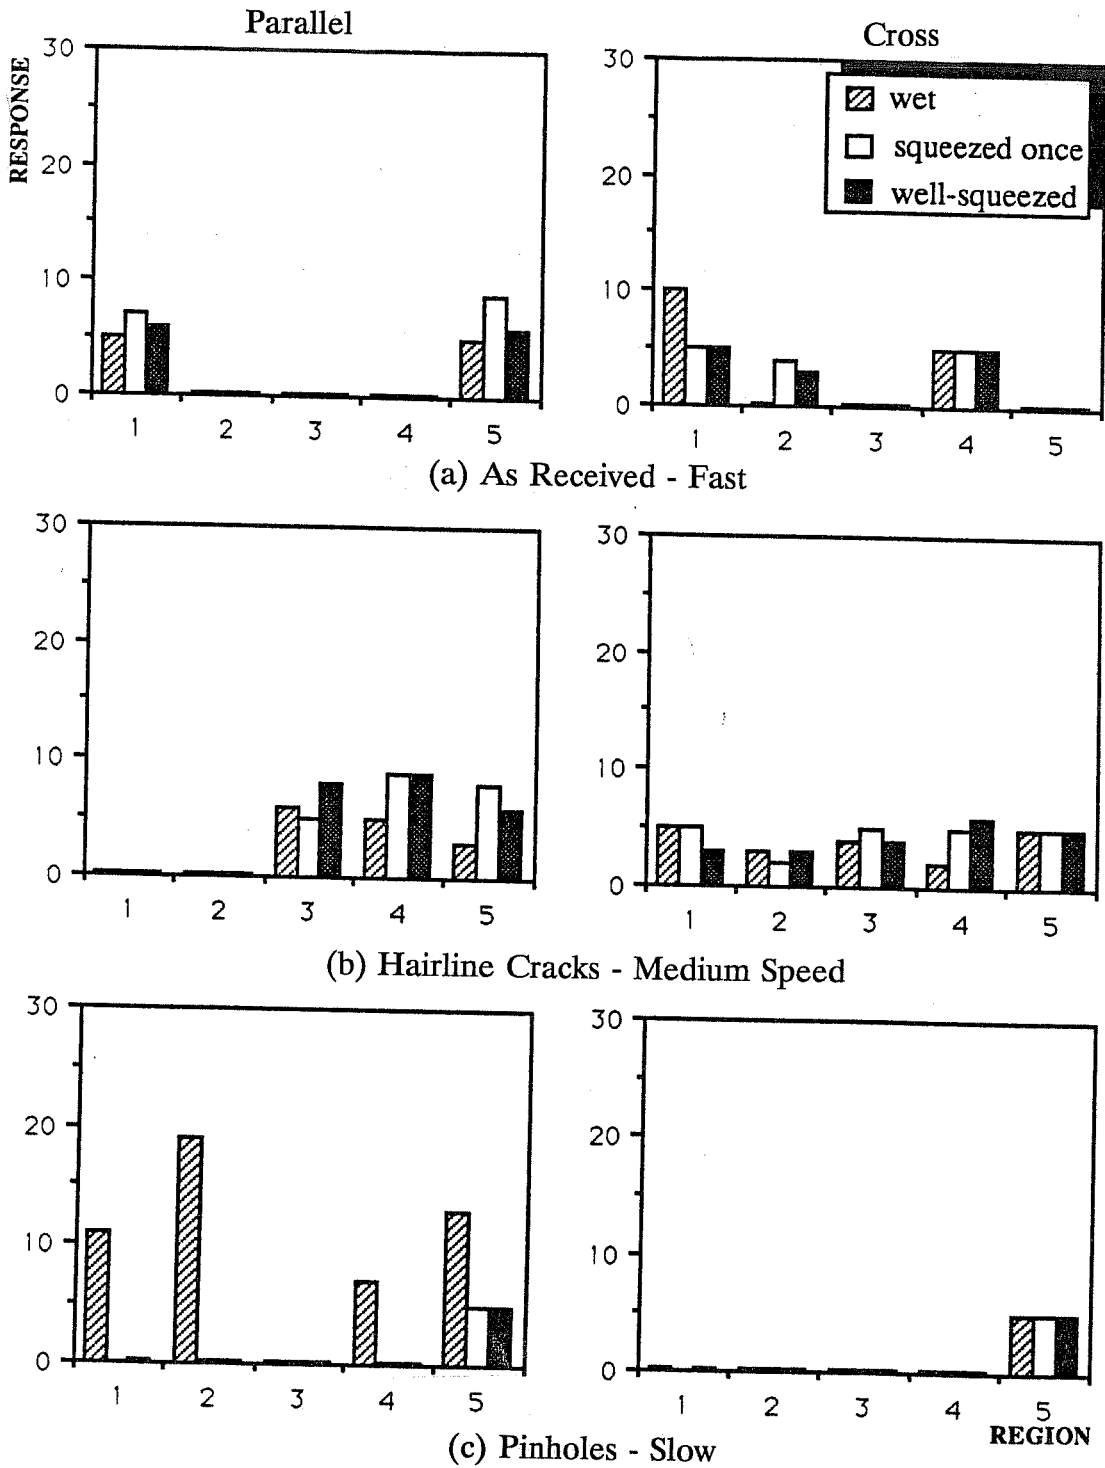 Parallel
Cross
RESPONSE
30
20
10
0
1 2 3 4 5
30
20
10
0
wet
squeezed once
well-squeezed
1 2 3 4 5
(a) As Received - Fast
30
20
10
0
1 2 3 4 5
30
20
10
0
1 2 3 4 5
(b) Hairline Cracks - Medium Speed
30
20
10
0
1 2 3 4 5
30
20
10
0
1 2 3 4 5
REGION
(c) Pinholes - Slow